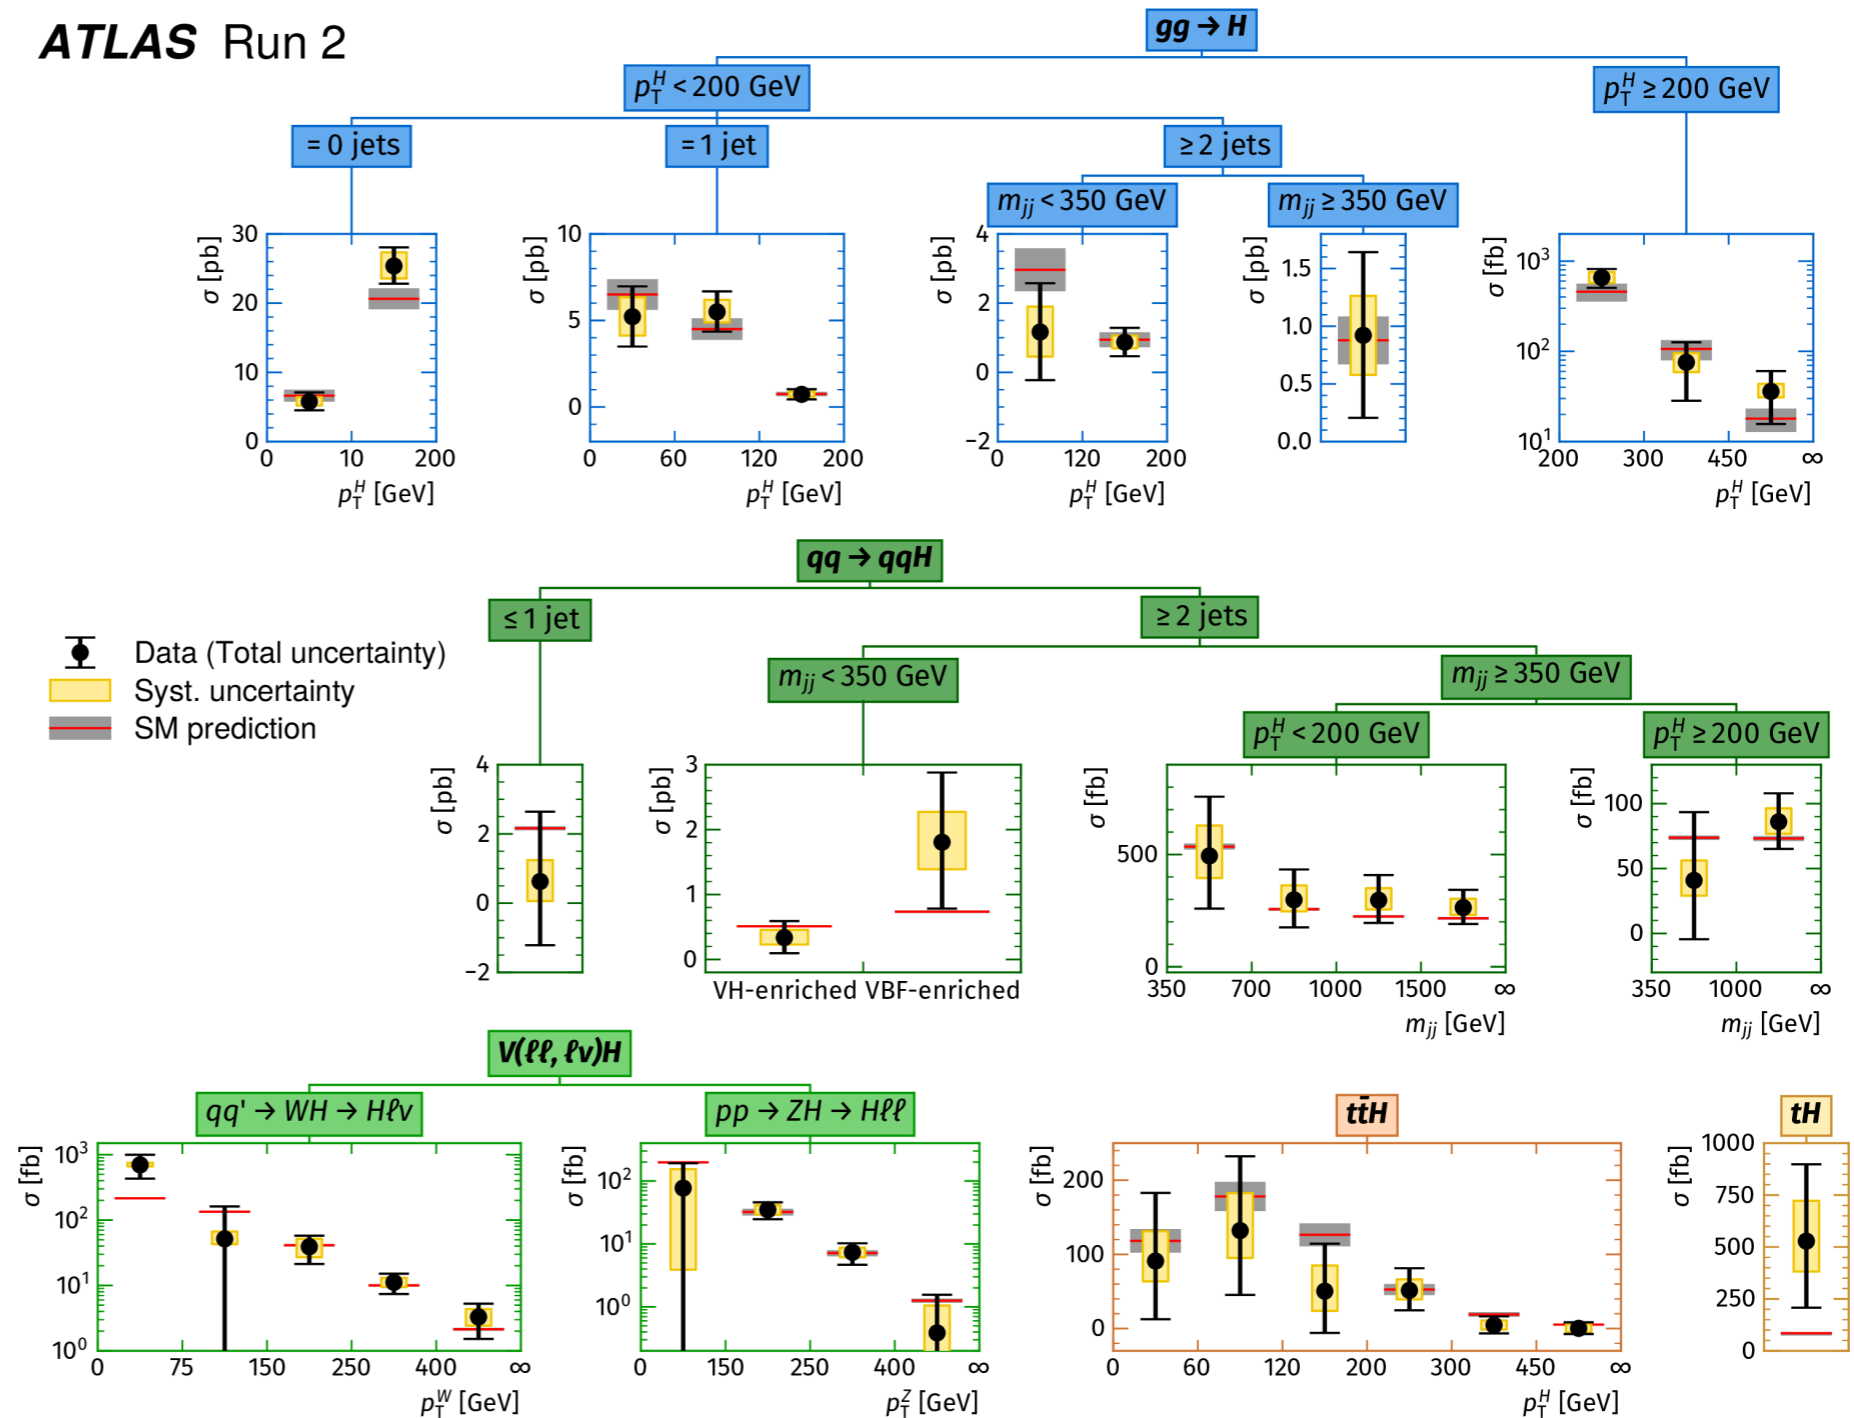 ATLAS Run 2
gg → H
p_T^H < 200 GeV
p_T^H ≥ 200 GeV
= 0 jets
= 1 jet
≥ 2 jets
m_jj < 350 GeV
m_jj ≥ 350 GeV
σ [pb]
30
20
10
0
0 10 200
p_T^H [GeV]
σ [pb]
10
5
0
0 60 120 200
p_T^H [GeV]
σ [pb]
4
2
0
−2
0 120 200
p_T^H [GeV]
σ [pb]
1.5
1.0
0.5
0.0
σ [fb]
10^3
10^2
10^1
200 300 450 ∞
p_T^H [GeV]
qq → qqH
≤ 1 jet
≥ 2 jets
m_jj < 350 GeV
m_jj ≥ 350 GeV
p_T^H < 200 GeV
p_T^H ≥ 200 GeV
Data (Total uncertainty)
Syst. uncertainty
SM prediction
σ [pb]
4
2
0
−2
σ [pb]
3
2
1
0
VH-enriched VBF-enriched
σ [fb]
500
0
350 700 1000 1500 ∞
m_jj [GeV]
σ [fb]
100
50
0
350 1000 ∞
m_jj [GeV]
V(ℓℓ, ℓν)H
qq' → WH → Hℓν
pp → ZH → Hℓℓ
σ [fb]
10^3
10^2
10^1
10^0
0 75 150 250 400 ∞
p_T^W [GeV]
σ [fb]
10^2
10^1
10^0
0 150 250 400 ∞
p_T^Z [GeV]
tt̄H
σ [fb]
200
100
0
0 60 120 200 300 450 ∞
p_T^H [GeV]
tH
σ [fb]
1000
750
500
250
0